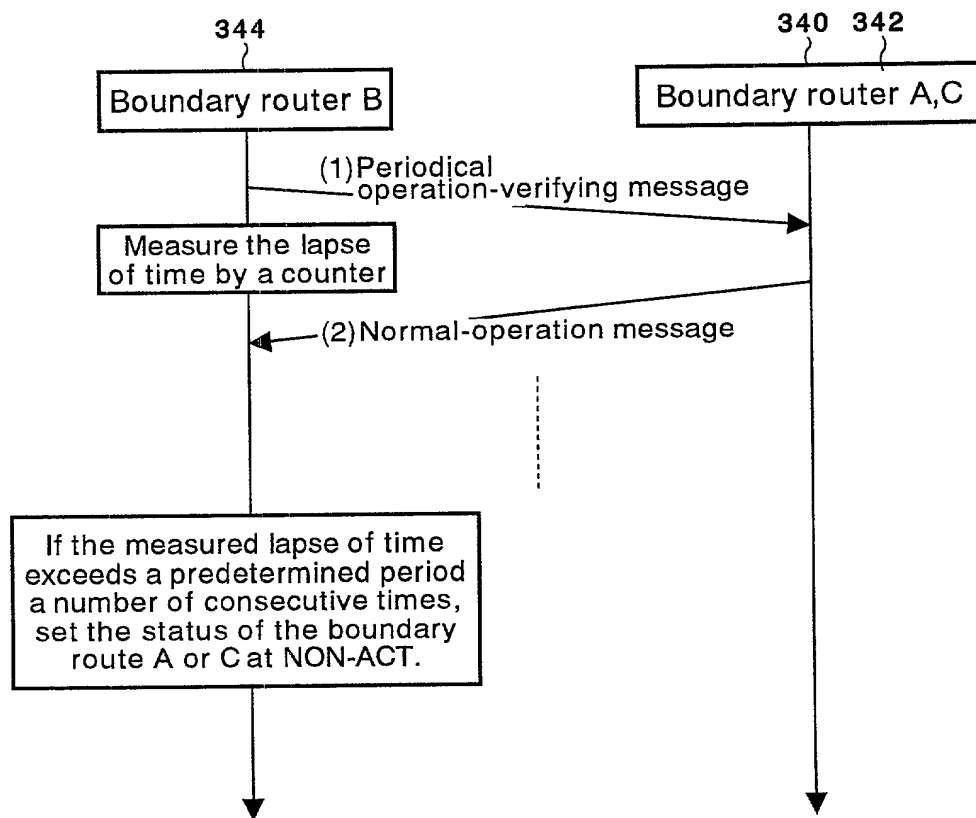 344
340 342
Boundary router B
Boundary router A,C
(1)Periodical
operation-verifying message
Measure the lapse
of time by a counter
(2)Normal-operation message
If the measured lapse of time
exceeds a predetermined period
a number of consecutive times,
set the status of the boundary
route A or C at NON-ACT.